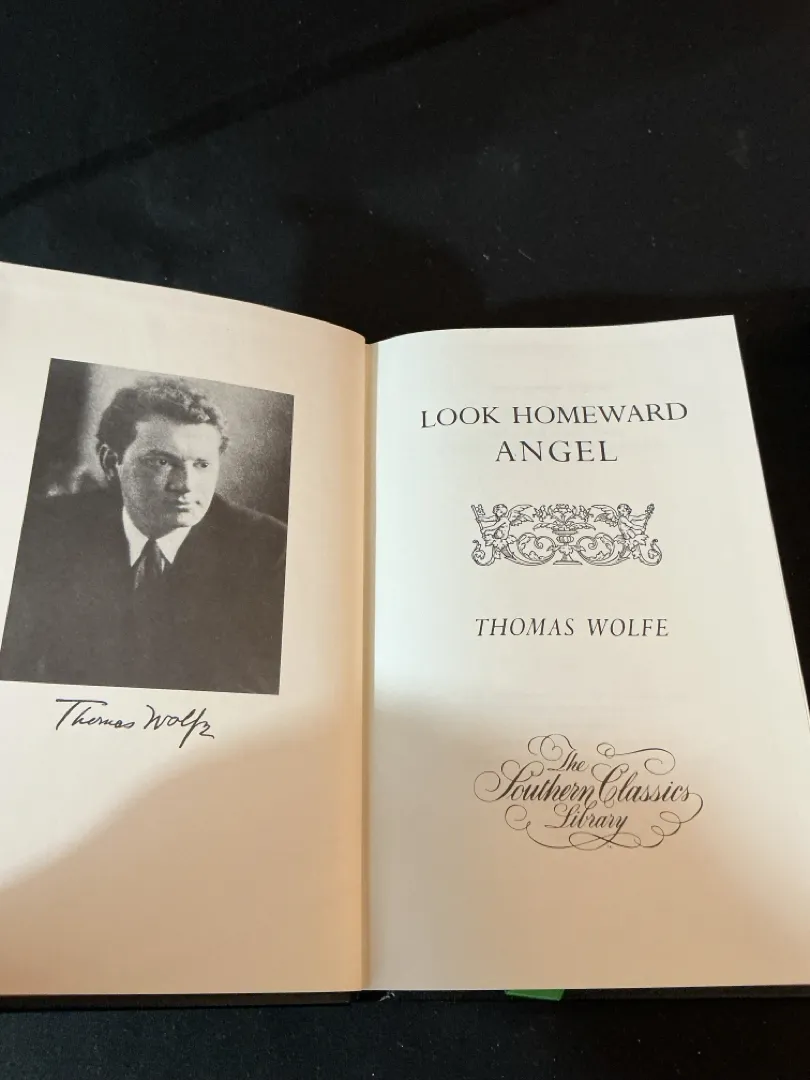 Thomas Wolfe
LOOK HOMEWARD
ANGEL
THOMAS WOLFE
The
Southern Classics
Library